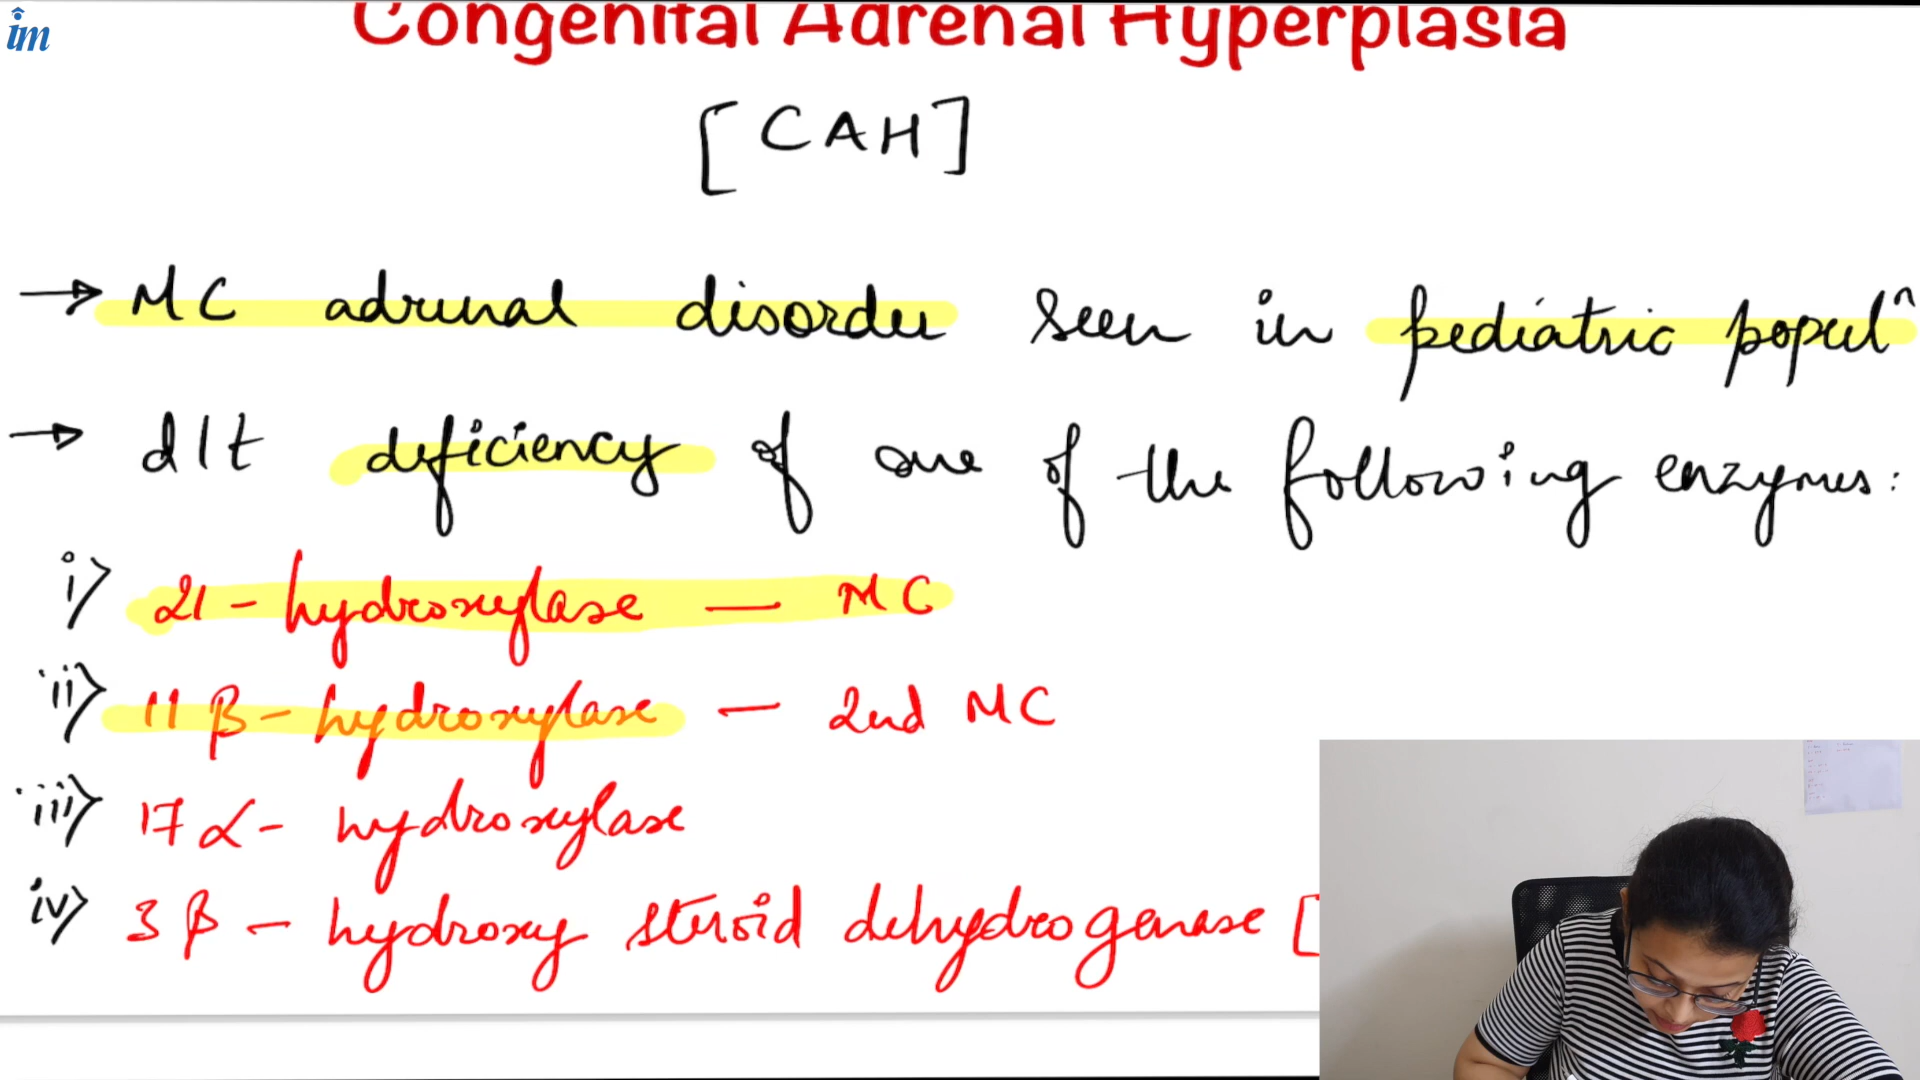 im
Congenital Adrenal Hyperplasia
[CAH]
→ MC adrenal disorder seen in pediatric popul^n
→ d/t deficiency of one of the following enzymes:
i) 21-hydroxylase — MC
ii) 11 β-hydroxylase — 2nd MC
iii) 17 α- hydroxylase
iv) 3 β - hydroxy steroid dehydrogenase [